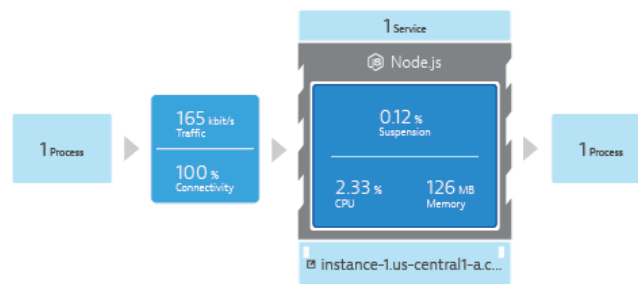 1 Service
Node.js
1 Process
165 kbit/s
Traffic
100 %
Connectivity
0.12 %
Suspension
2.33 %
CPU
126 MB
Memory
1 Process
instance-1.us-central1-a.c...